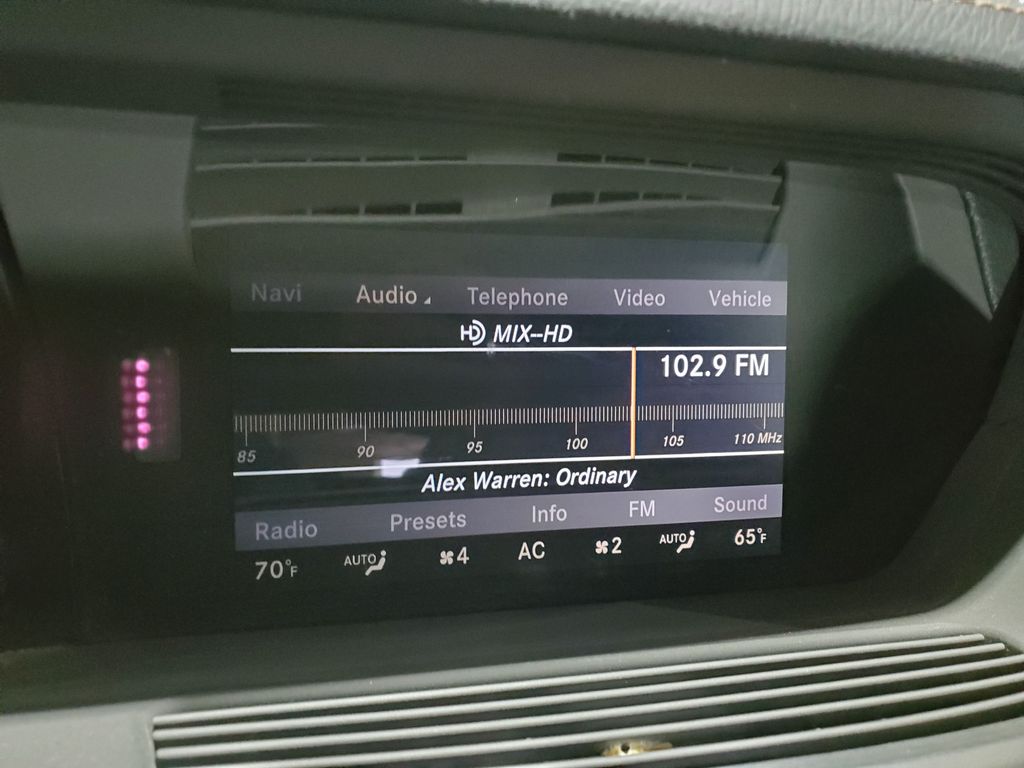 Navi Audio Telephone Video Vehicle
HD MIX--HD
102.9 FM
85 90 95 100 105 110 MHz
Alex Warren: Ordinary
Radio Presets Info FM Sound
70°F AUTO 4 AC 2 AUTO 65°F